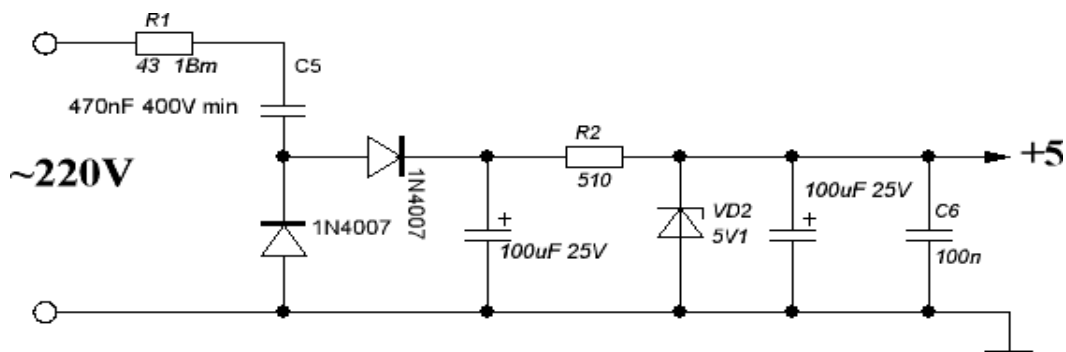 R1
43 1Bm
C5
470nF 400V min
~220V
1N4007
1N4007
+
100uF 25V
R2
510
VD2
5V1
100uF 25V
+
C6
100n
+5